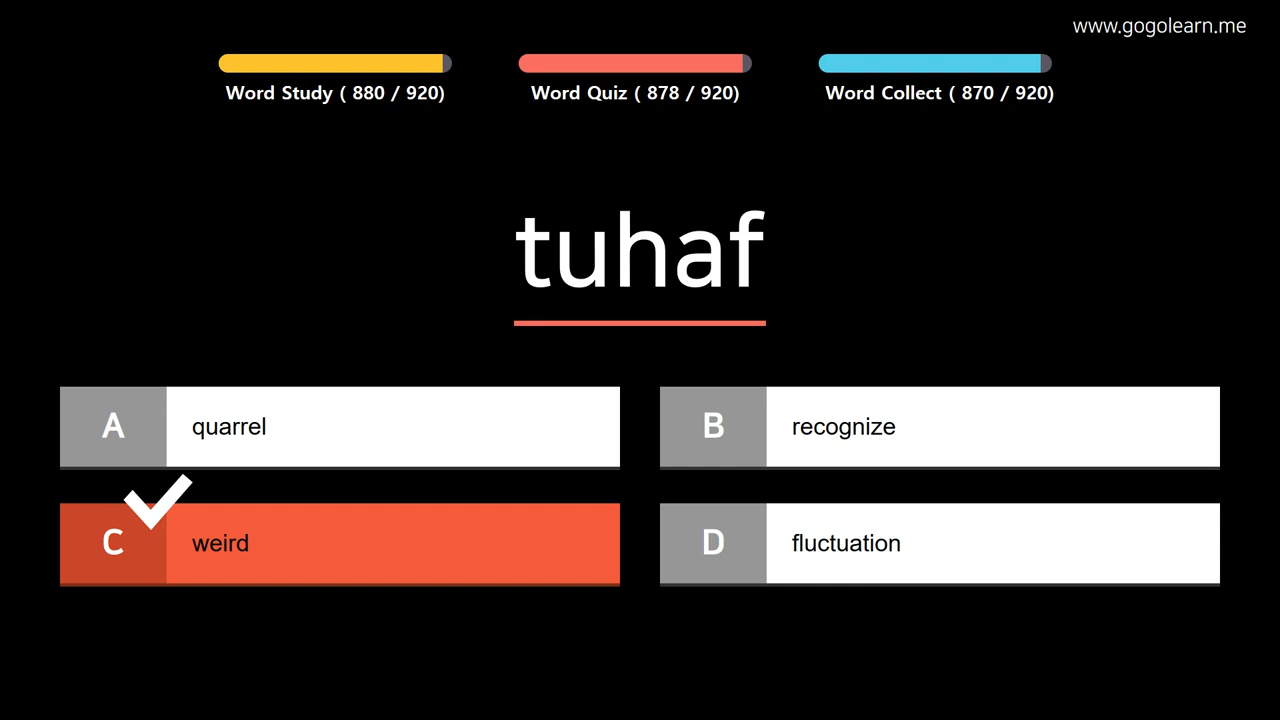 www.gogolearn.me
Word Study ( 880 / 920)
Word Quiz ( 878 / 920)
Word Collect ( 870 / 920)
tuhaf
A quarrel
B recognize
C weird
D fluctuation